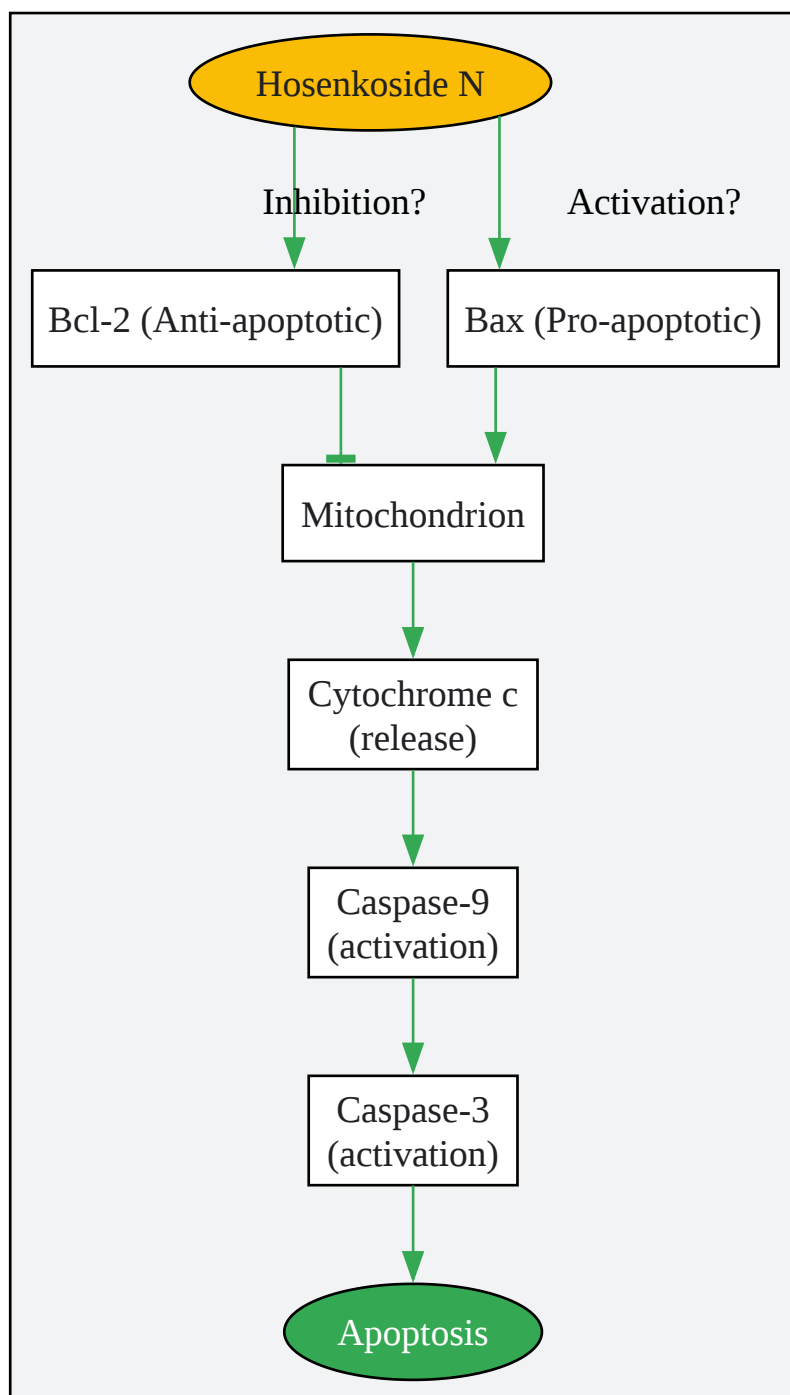 Hosenkoside N
Inhibition?
Activation?
Bcl-2 (Anti-apoptotic)
Bax (Pro-apoptotic)
Mitochondrion
Cytochrome c
(release)
Caspase-9
(activation)
Caspase-3
(activation)
Apoptosis